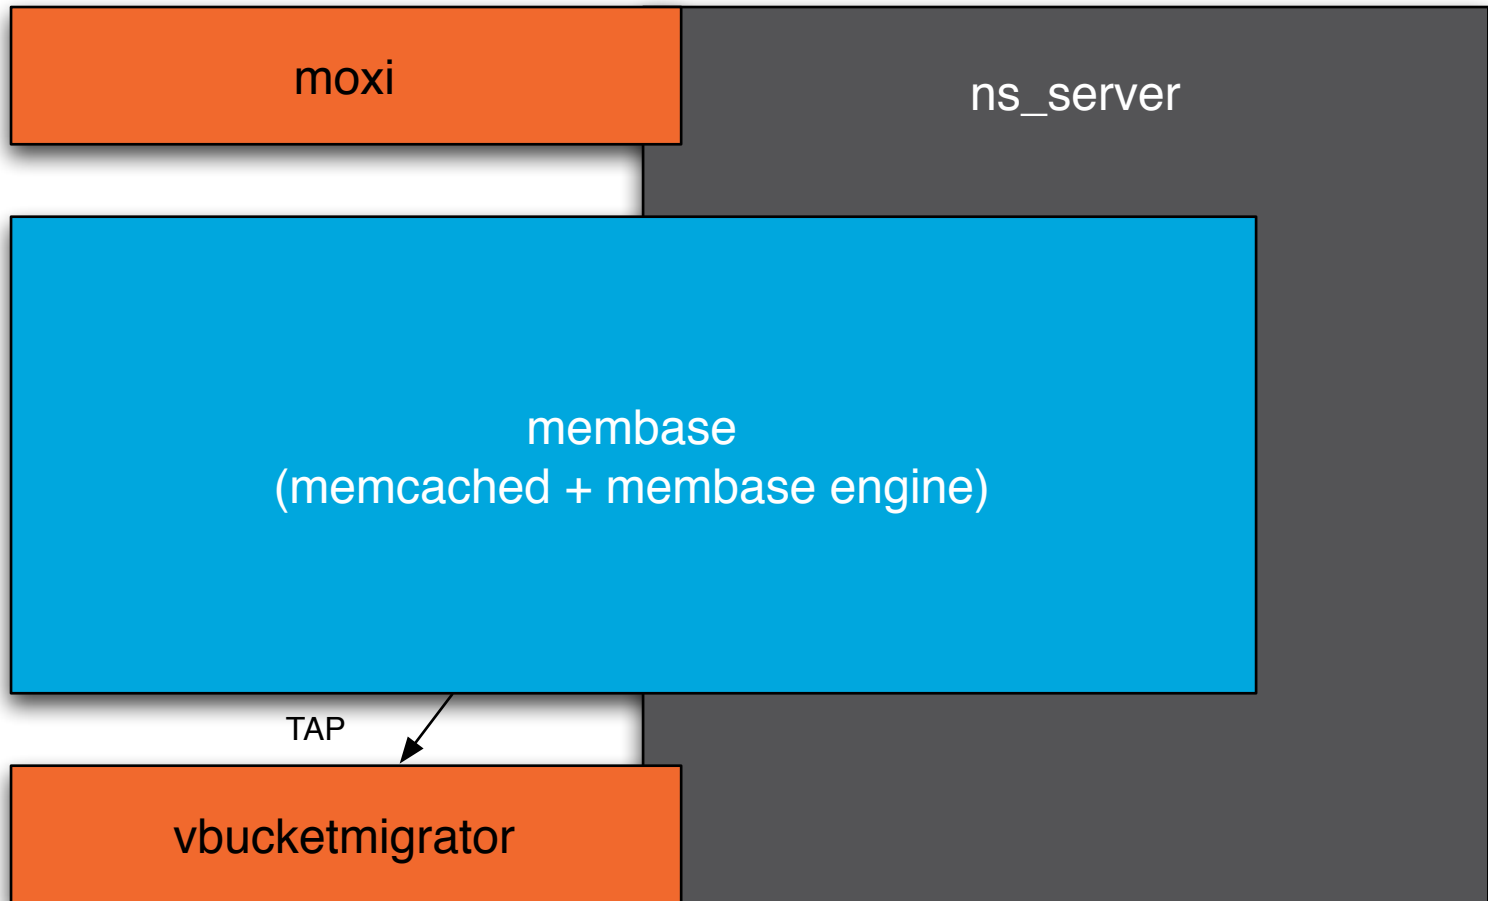 moxi
ns_server
membase
(memcached + membase engine)
TAP
vbucketmigrator